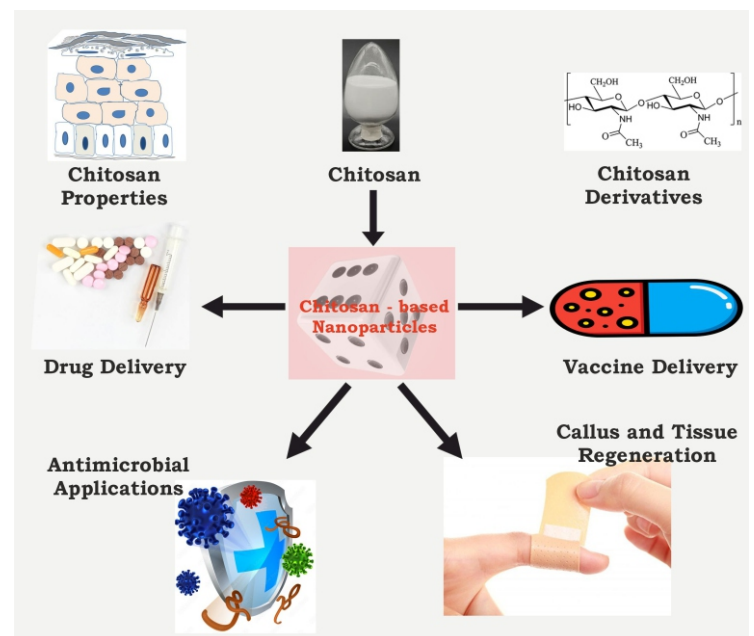 CH₂OH
CH₂OH
O
O
O
HO
HO
O
n
NH
NH
O
O
CH₃
CH₃
Chitosan
Properties
Chitosan
Chitosan
Derivatives
Chitosan - based
Nanoparticles
Drug Delivery
Vaccine Delivery
Antimicrobial
Applications
Callus and Tissue
Regeneration